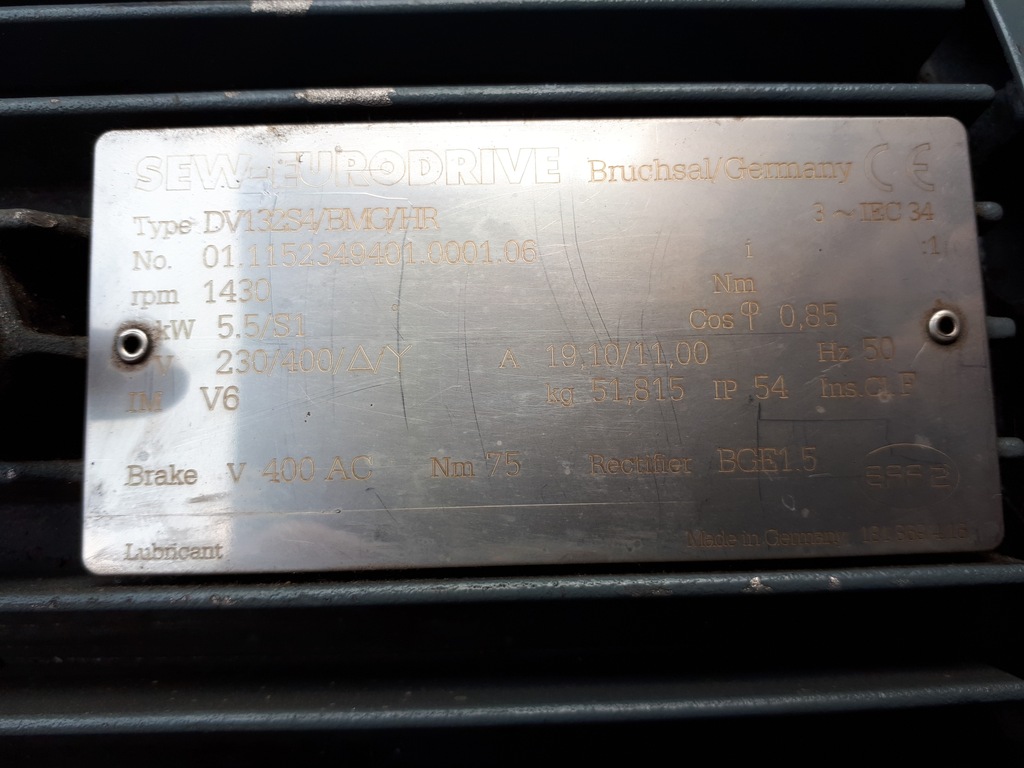 SEW-EURODRIVE Bruchsal/Germany CE
Type DV132S4/BMG/HR 3 ~ IEC 34
No. 01.1152349401.0001.06 i :1
rpm 1430 Nm
kW 5.5/S1 Cos φ 0,85
V 230/400/Δ/Y A 19,10/11,00 Hz 50
IM V6 kg 51,815 IP 54 Ins.Cl.F
Brake V 400 AC Nm 75 Rectifier BGE1.5 EFF2
Lubricant Made in Germany